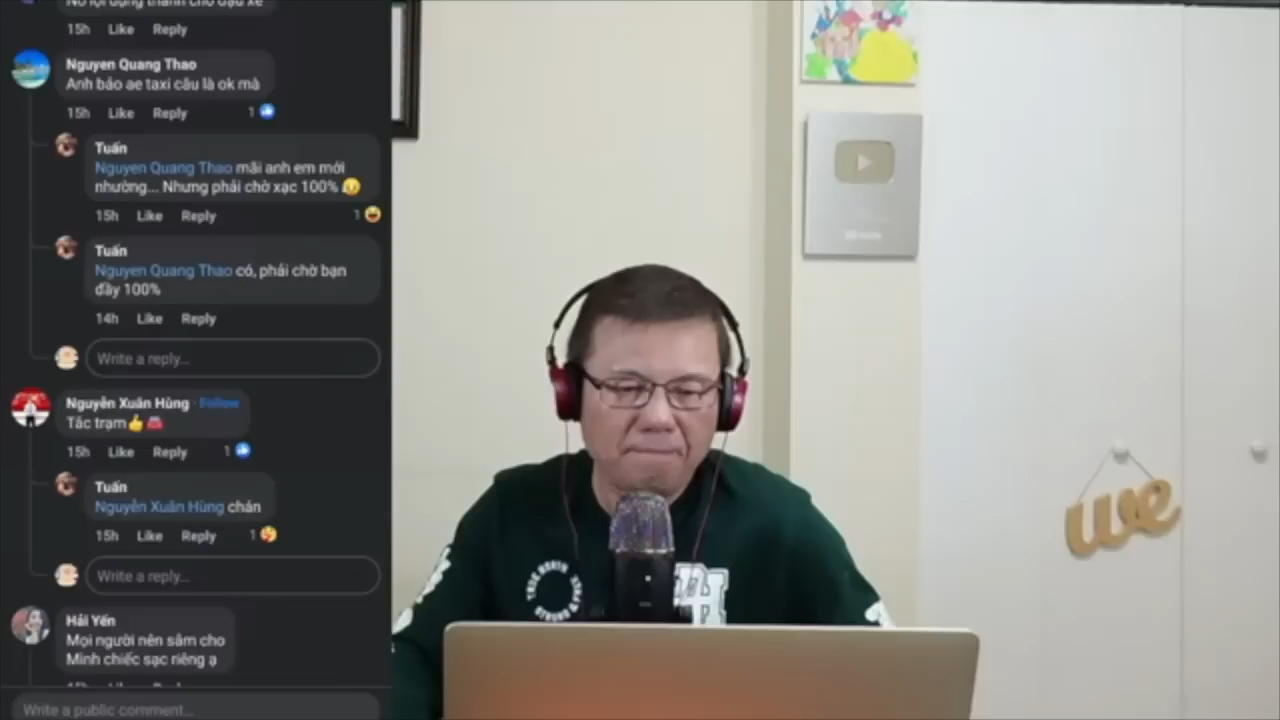 15h Like Reply
Nguyen Quang Thao
Anh bảo ae taxi câu là ok mà
15h Like Reply 1
Tuấn
Nguyen Quang Thao mãi anh em mới
nhường... Nhưng phải chờ xạc 100%
15h Like Reply 1
Tuấn
Nguyen Quang Thao có, phải chờ bạn
đầy 100%
14h Like Reply
Write a reply...
Nguyễn Xuân Hùng · Follow
Tắc trạm
15h Like Reply 1
Tuấn
Nguyễn Xuân Hùng chán
15h Like Reply 1
Write a reply...
Hải Yến
Mọi người nên sắm cho
Mình chiếc sạc riêng ạ
Write a public comment...
we